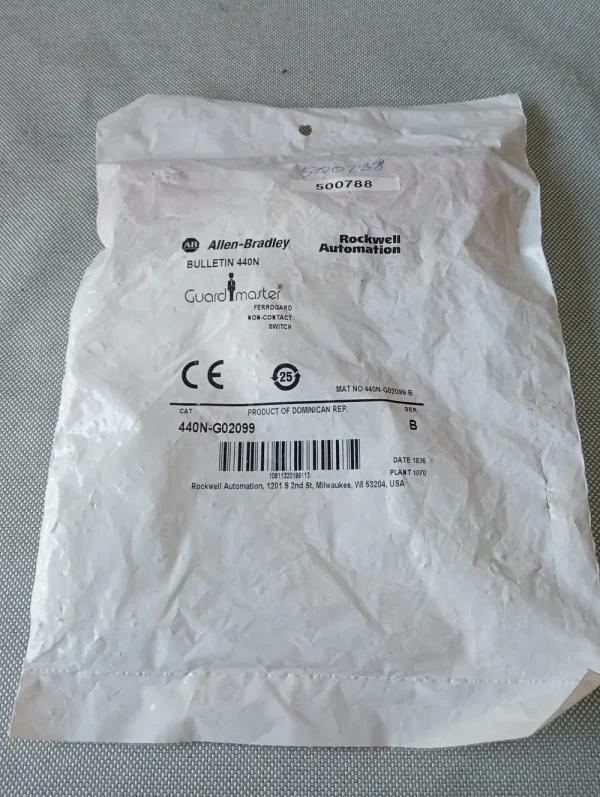 500788
500788
AB Allen-Bradley
Rockwell
Automation
BULLETIN 440N
Guardmaster®
FERROGARD
NON-CONTACT
SWITCH
CE
25
MAT NO 440N-G02099 B
CAT
PRODUCT OF DOMINICAN REP.
SER
440N-G02099
B
10611320199113
DATE 1836
PLANT 1070
Rockwell Automation, 1201 S 2nd St, Milwaukee, WI 53204, USA